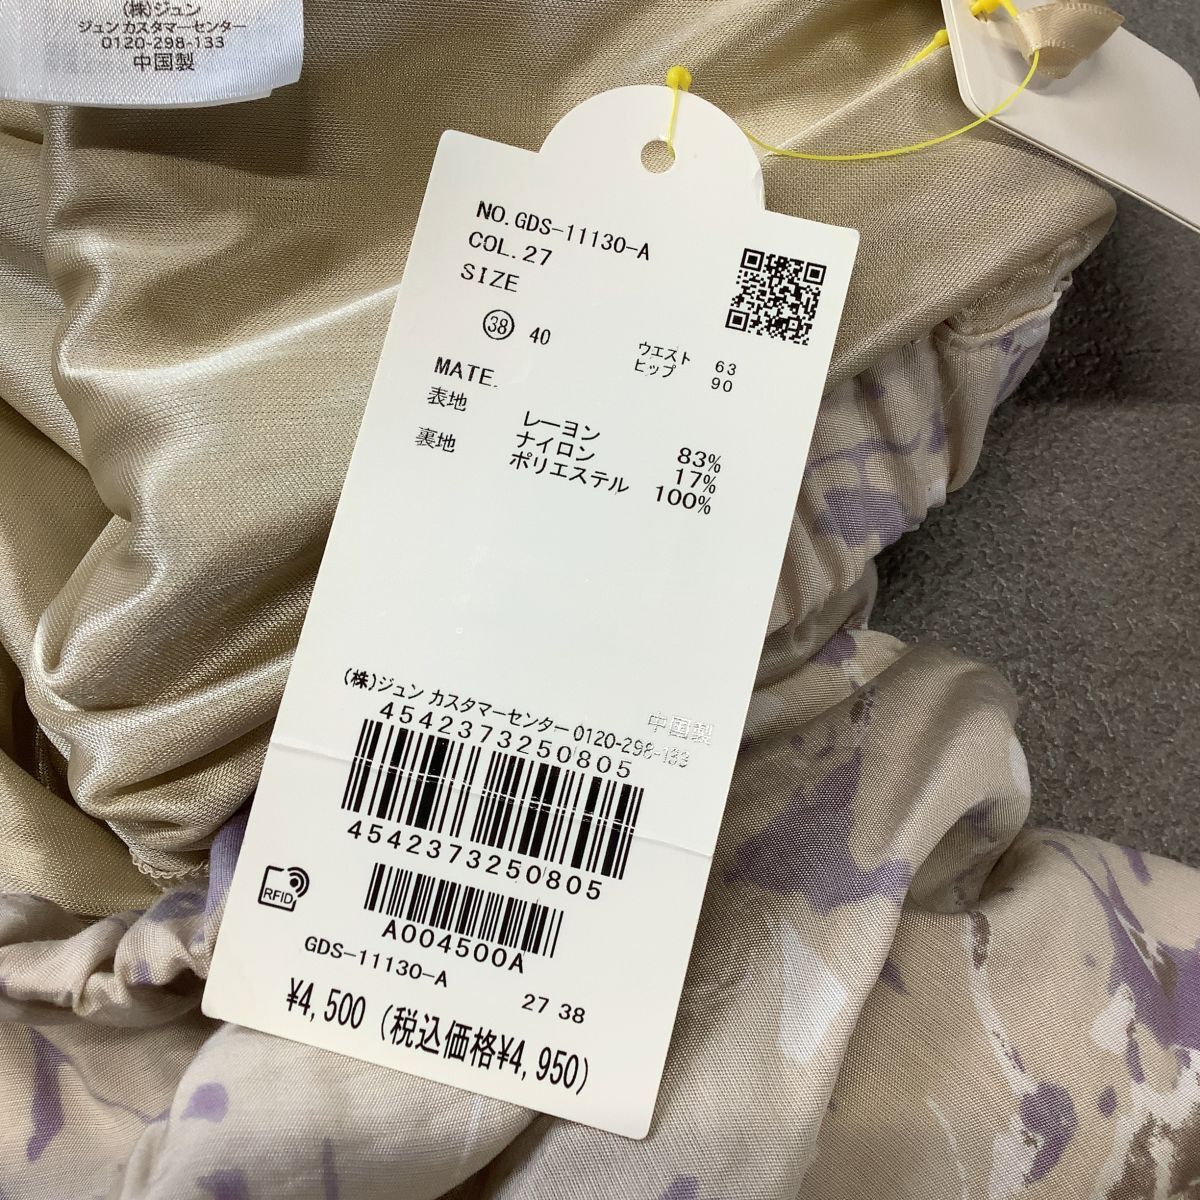 (株)ジュン
ジュン カスタマーセンター
0120-298-133
中国製
NO. GDS-11130-A
COL. 27
SIZE
38 40
ウエスト 63
ヒップ 90
MATE.
表地 レーヨン 83%
ナイロン 17%
裏地 ポリエステル 100%
(株)ジュン カスタマーセンター 0120-298-133
中国製
4542373250805
4542373250805
RFID
A004500A
GDS-11130-A
27 38
¥4,500 (税込価格¥4,950)